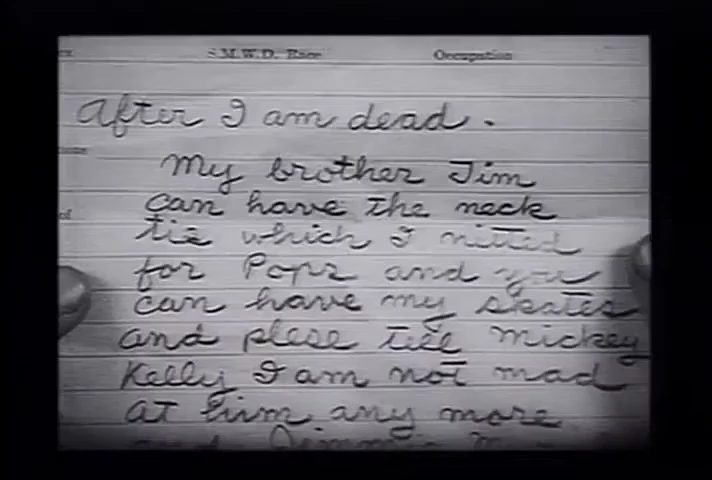 S.M.W.D. Race Occupation
After I am dead.
My brother Jim
can have the neck
tie which I nitted
for Popz and you
can have my skates
and plese tell Mickey
Kelly I am not mad
at him any more